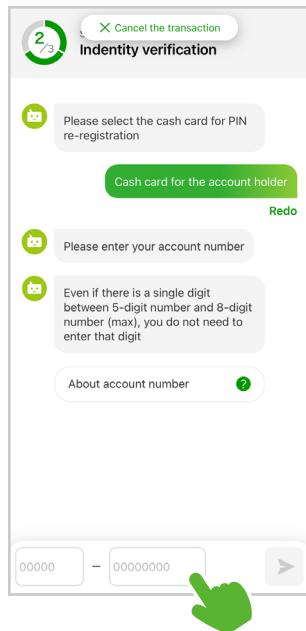 Cancel the transaction
2/3
Indentity verification
Please select the cash card for PIN
re-registration
Cash card for the account holder
Redo
Please enter your account number
Even if there is a single digit
between 5-digit number and 8-digit
number (max), you do not need to
enter that digit
About account number ?
00000 – 00000000